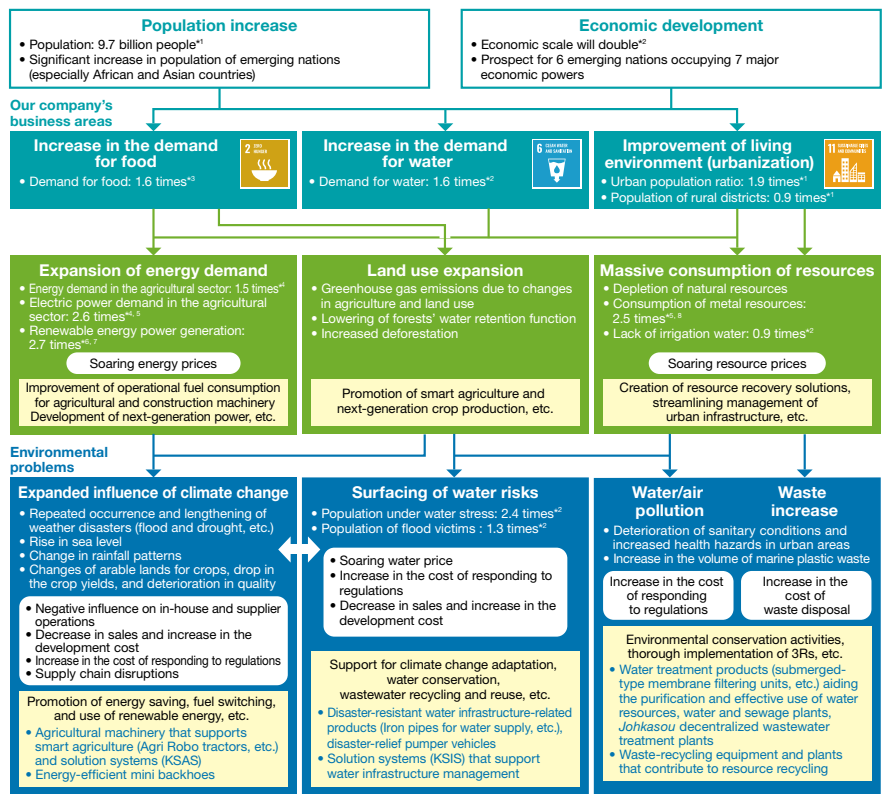 Population increase
• Population: 9.7 billion people*1
• Significant increase in population of emerging nations
(especially African and Asian countries)
Economic development
• Economic scale will double*2
• Prospect for 6 emerging nations occupying 7 major
economic powers
Our company's
business areas
Increase in the demand
for food
• Demand for food: 1.6 times*3
2 ZERO
HUNGER
Increase in the demand
for water
• Demand for water: 1.6 times*2
6 CLEAN WATER
AND SANITATION
Improvement of living
environment (urbanization)
• Urban population ratio: 1.9 times*1
• Population of rural districts: 0.9 times*1
11 SUSTAINABLE CITIES
AND COMMUNITIES
Expansion of energy demand
• Energy demand in the agricultural sector: 1.5 times*4
• Electric power demand in the agricultural
sector: 2.6 times*4, 5
• Renewable energy power generation:
2.7 times*6, 7
Soaring energy prices
Improvement of operational fuel consumption
for agricultural and construction machinery
Development of next-generation power, etc.
Land use expansion
• Greenhouse gas emissions due to changes
in agriculture and land use
• Lowering of forests' water retention function
• Increased deforestation
Promotion of smart agriculture and
next-generation crop production, etc.
Massive consumption of resources
• Depletion of natural resources
• Consumption of metal resources:
2.5 times*5, 8
• Lack of irrigation water: 0.9 times*2
Soaring resource prices
Creation of resource recovery solutions,
streamlining management of
urban infrastructure, etc.
Environmental
problems
Expanded influence of climate change
• Repeated occurrence and lengthening of
weather disasters (flood and drought, etc.)
• Rise in sea level
• Change in rainfall patterns
• Changes of arable lands for crops, drop in
the crop yields, and deterioration in quality
• Negative influence on in-house and supplier
operations
• Decrease in sales and increase in the
development cost
• Increase in the cost of responding to regulations
• Supply chain disruptions
Promotion of energy saving, fuel switching,
and use of renewable energy, etc.
• Agricultural machinery that supports
smart agriculture (Agri Robo tractors, etc.)
and solution systems (KSAS)
• Energy-efficient mini backhoes
Surfacing of water risks
• Population under water stress: 2.4 times*2
• Population of flood victims : 1.3 times*2
• Soaring water price
• Increase in the cost of responding to
regulations
• Decrease in sales and increase in the
development cost
Support for climate change adaptation,
water conservation,
wastewater recycling and reuse, etc.
• Disaster-resistant water infrastructure-related
products (Iron pipes for water supply, etc.),
disaster-relief pumper vehicles
• Solution systems (KSIS) that support
water infrastructure management
Water/air
pollution
Waste
increase
• Deterioration of sanitary conditions and
increased health hazards in urban areas
• Increase in the volume of marine plastic waste
Increase in the cost
of responding
to regulations
Increase in the
cost of
waste disposal
Environmental conservation activities,
thorough implementation of 3Rs, etc.
• Water treatment products (submerged-
type membrane filtering units, etc.) aiding
the purification and effective use of water
resources, water and sewage plants,
Johkasou decentralized wastewater
treatment plants
• Waste-recycling equipment and plants
that contribute to resource recycling